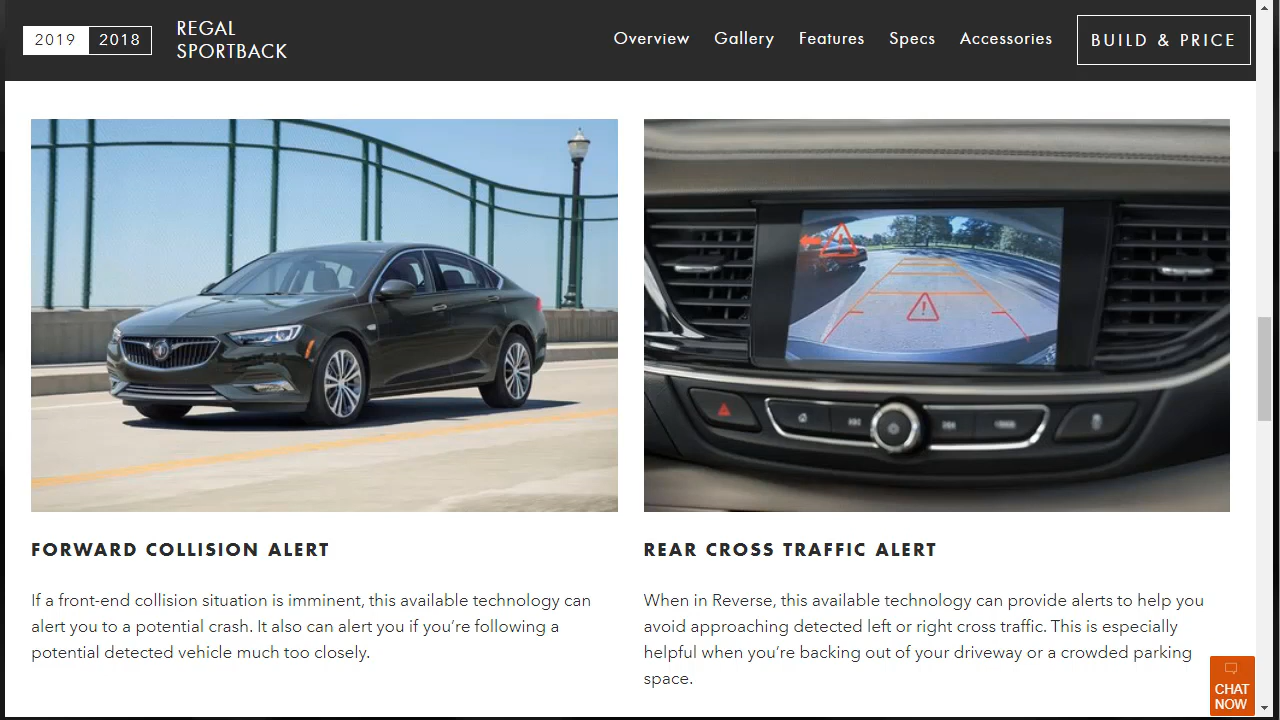 2019 2018
REGAL
SPORTBACK
Overview Gallery Features Specs Accessories BUILD & PRICE
FORWARD COLLISION ALERT
If a front-end collision situation is imminent, this available technology can
alert you to a potential crash. It also can alert you if you’re following a
potential detected vehicle much too closely.
REAR CROSS TRAFFIC ALERT
When in Reverse, this available technology can provide alerts to help you
avoid approaching detected left or right cross traffic. This is especially
helpful when you’re backing out of your driveway or a crowded parking
space.
CHAT
NOW